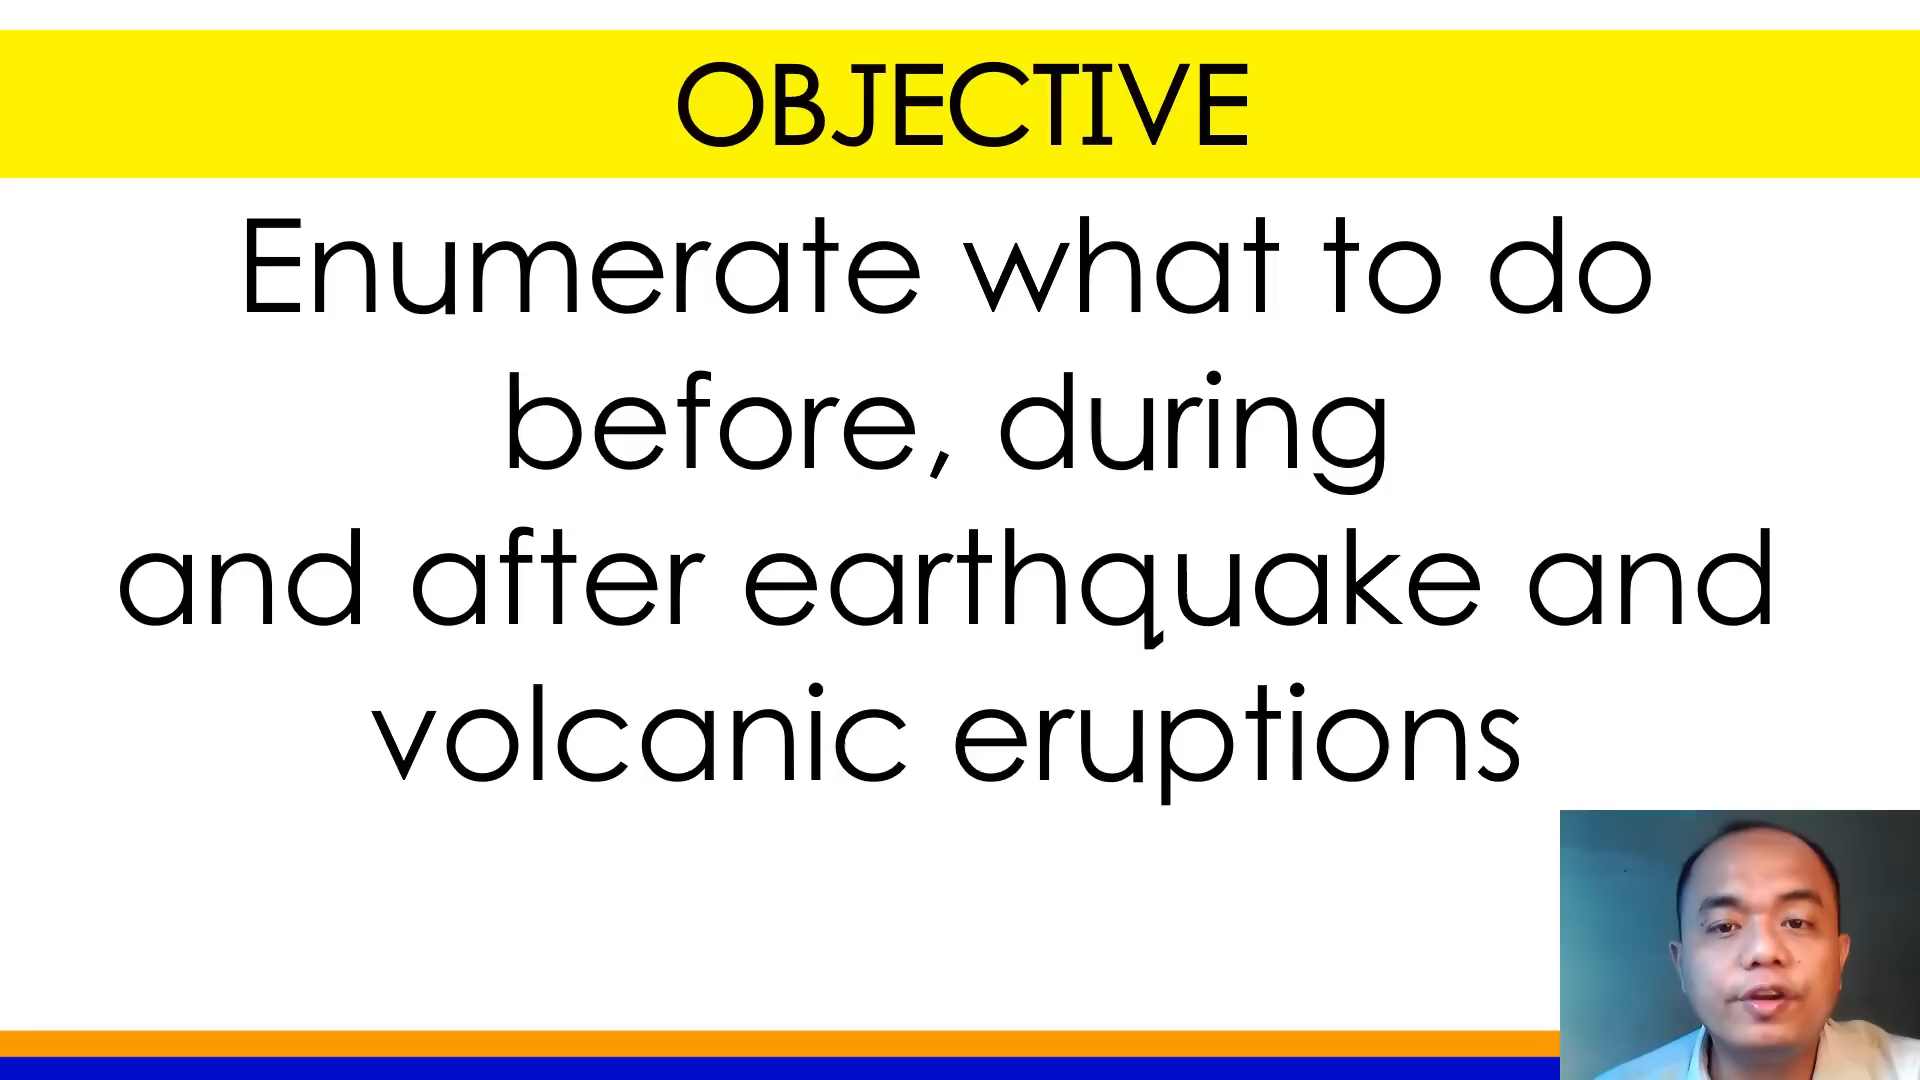 OBJECTIVE
Enumerate what to do
before, during
and after earthquake and
volcanic eruptions